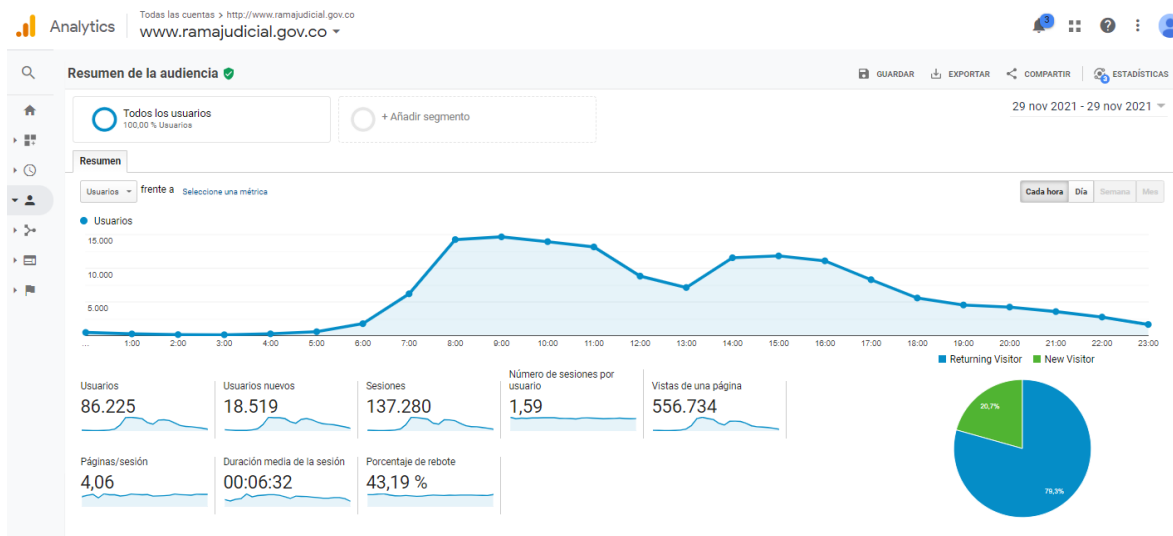 Analytics
Todas las cuentas > http://www.ramajudicial.gov.co
www.ramajudicial.gov.co
3
Resumen de la audiencia
GUARDAR
EXPORTAR
COMPARTIR
3
ESTADÍSTICAS
Todos los usuarios
100,00 % Usuarios
+ Añadir segmento
29 nov 2021 - 29 nov 2021
Resumen
Usuarios
frente a
Seleccione una métrica
Cada hora
Día
Semana
Mes
Usuarios
15.000
10.000
5.000
... 1:00 2:00 3:00 4:00 5:00 6:00 7:00 8:00 9:00 10:00 11:00 12:00 13:00 14:00 15:00 16:00 17:00 18:00 19:00 20:00 21:00 22:00 23:00
Returning Visitor
New Visitor
Usuarios
86.225
Usuarios nuevos
18.519
Sesiones
137.280
Número de sesiones por
usuario
1,59
Vistas de una página
556.734
Páginas/sesión
4,06
Duración media de la sesión
00:06:32
Porcentaje de rebote
43,19 %
20,7%
79,3%